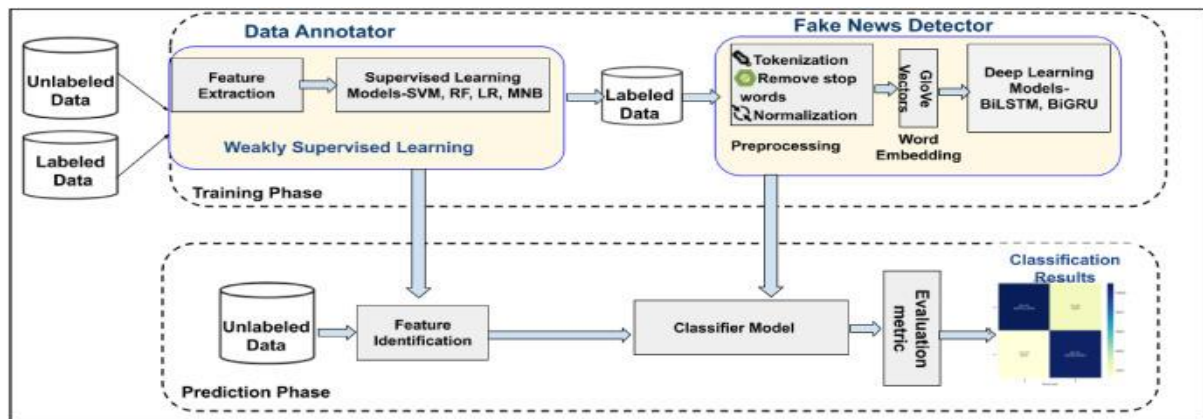 Data Annotator
Fake News Detector
Unlabeled
Data
Labeled
Data
Feature
Extraction
Supervised Learning
Models-SVM, RF, LR, MNB
Weakly Supervised Learning
Labeled
Data
Tokenization
Remove stop
words
Normalization
Preprocessing
GloVe
Vectors
Word
Embedding
Deep Learning
Models-
BiLSTM, BiGRU
Training Phase
Unlabeled
Data
Feature
Identification
Classifier Model
Evaluation
metric
Classification
Results
Prediction Phase